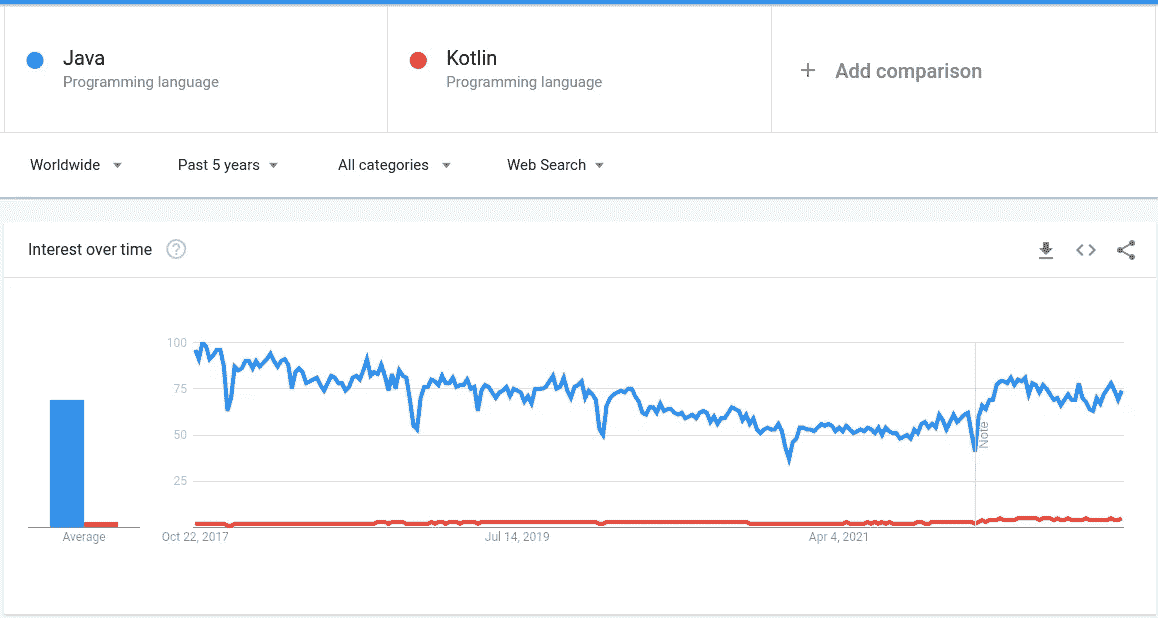 Java
Programming language
Kotlin
Programming language
+ Add comparison
Worldwide
Past 5 years
All categories
Web Search
Interest over time
?
100
75
50
25
Note
Average
Oct 22, 2017
Jul 14, 2019
Apr 4, 2021